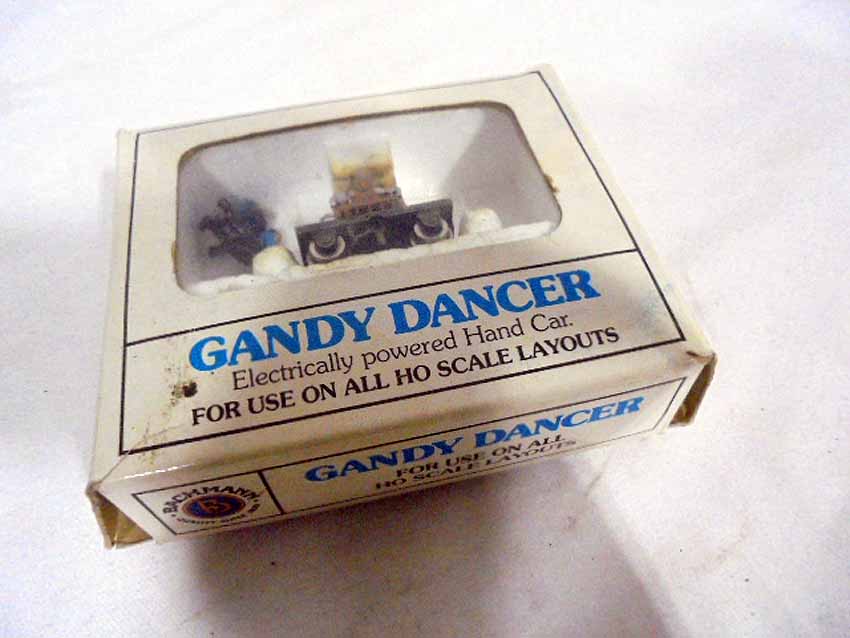 GANDY DANCER
Electrically powered Hand Car.
FOR USE ON ALL HO SCALE LAYOUTS
GANDY DANCER
FOR USE ON ALL
HO SCALE LAYOUTS
BACHMANN
B
QUALITY